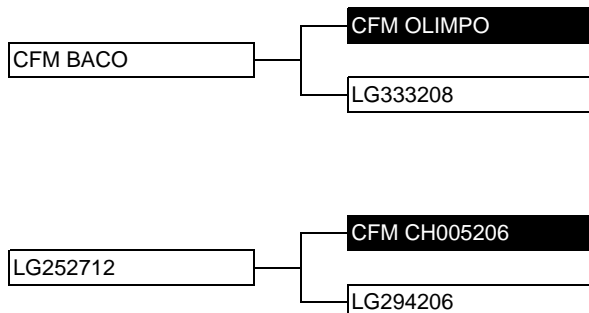 CFM OLIMPO
CFM BACO
LG333208
CFM CH005206
LG252712
LG294206